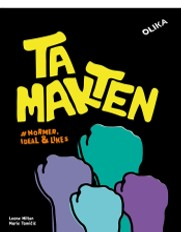 OLIKA
TA
MAKTEN
# NORMER,
IDEAL & LIKES